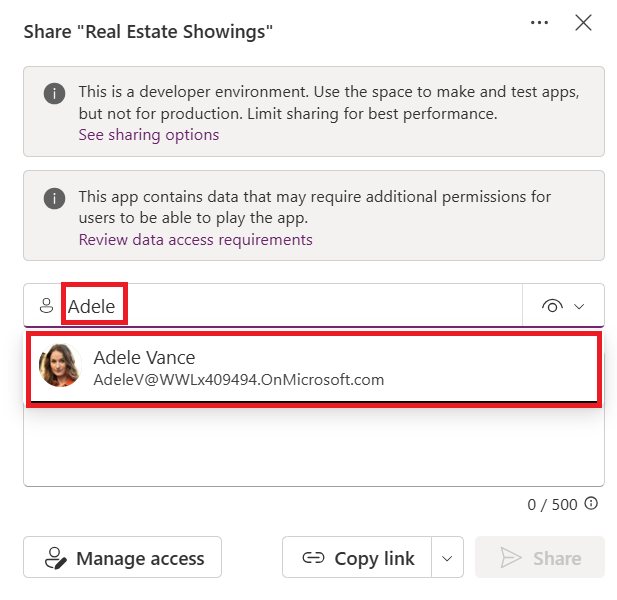 Share "Real Estate Showings"
This is a developer environment. Use the space to make and test apps,
but not for production. Limit sharing for best performance.
See sharing options
This app contains data that may require additional permissions for
users to be able to play the app.
Review data access requirements
Adele
Adele Vance
AdeleV@WWLx409494.OnMicrosoft.com
0 / 500
Manage access
Copy link
Share